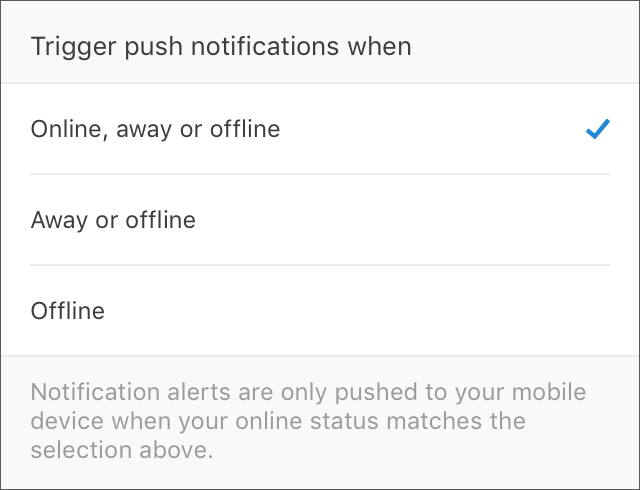 Trigger push notifications when
Online, away or offline
Away or offline
Offline
Notification alerts are only pushed to your mobile
device when your online status matches the
selection above.